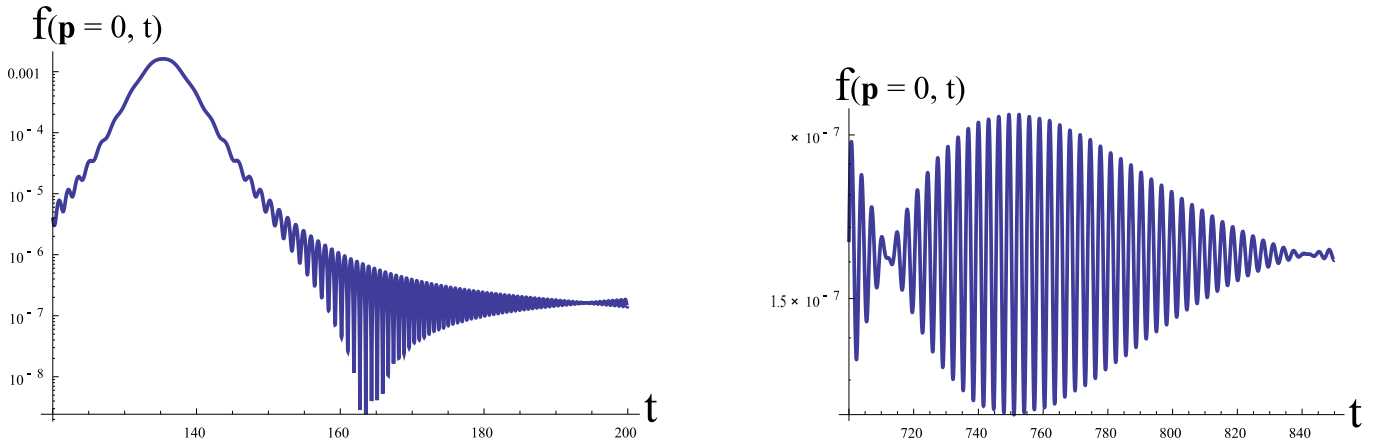 f(p = 0, t)
0.001
10⁻⁴
10⁻⁵
10⁻⁶
10⁻⁷
10⁻⁸
140 160 180 200
t
f(p = 0, t)
× 10⁻⁷
1.5 × 10⁻⁷
720 740 760 780 800 820 840
t